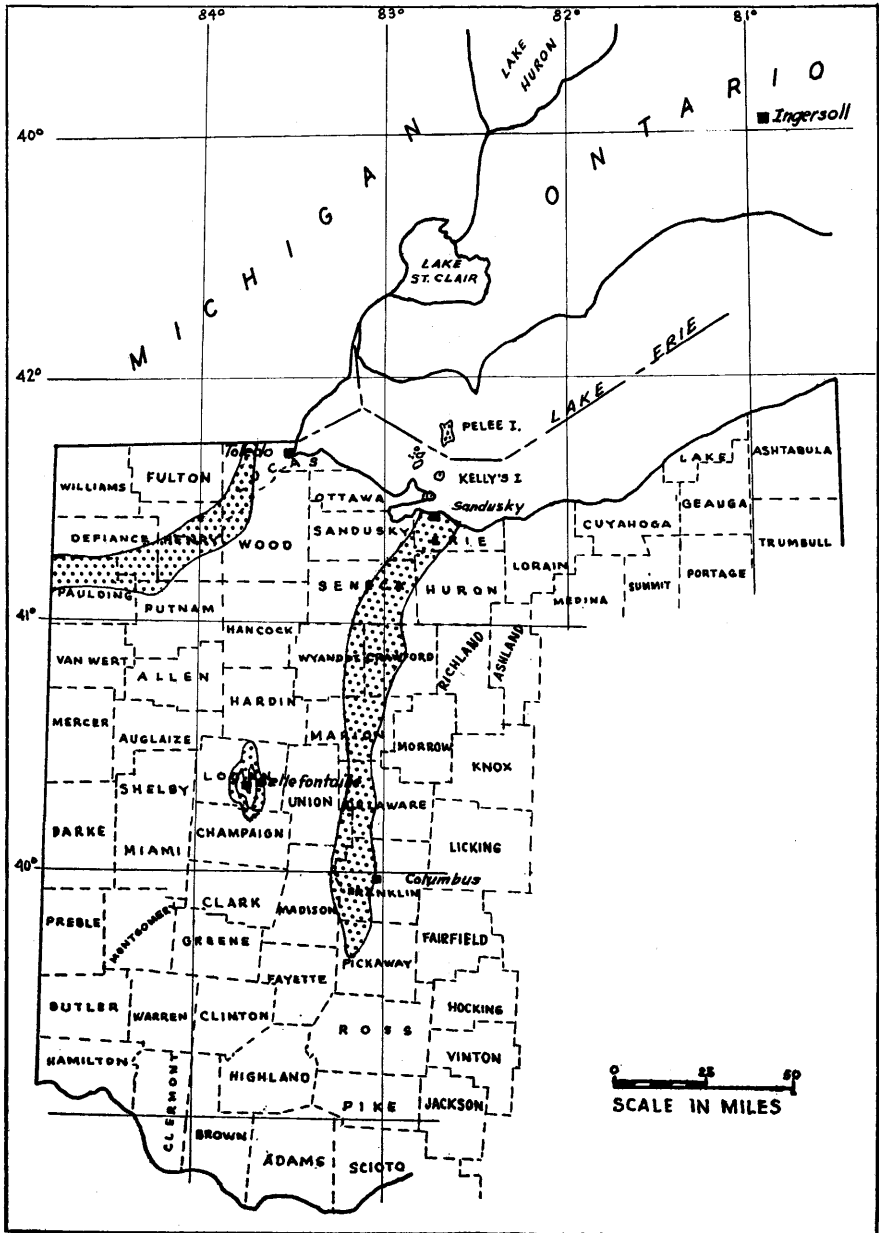 84° 83° 82° 81°
LAKE HURON
ONTARIO
Ingersoll
40°
MICHIGAN
LAKE ST. CLAIR
42°
LAKE ERIE
PELEE I.
KELLY'S I
Toledo
Sandusky
LAKE
ASHTABULA
WILLIAMS
FULTON
CAS
OTTAWA
GEAUGA
CUYAHOGA
DEFIANCE
HENRY
WOOD
SANDUSKY
ERIE
TRUMBULL
LORAIN
PAULDING
PUTNAM
SENECA
HURON
MEDINA
SUMMIT
PORTAGE
41°
HANCOCK
VAN WERT
ALLEN
WYANDOT
CRAWFORD
RICHLAND
ASHLAND
HARDIN
MERCER
AUGLAIZE
MARION
MORROW
KNOX
LOGAN
Bellefontaine
SHELBY
UNION
DELAWARE
DARKE
MIAMI
CHAMPAIGN
LICKING
40°
Columbus
FRANKLIN
CLARK
MADISON
PREBLE
MONTGOMERY
GREENE
FAIRFIELD
PICKAWAY
FAYETTE
BUTLER
WARREN
CLINTON
HOCKING
ROSS
VINTON
HAMILTON
CLERMONT
HIGHLAND
PIKE
JACKSON
BROWN
ADAMS
SCIOTO
0 25 50
SCALE IN MILES